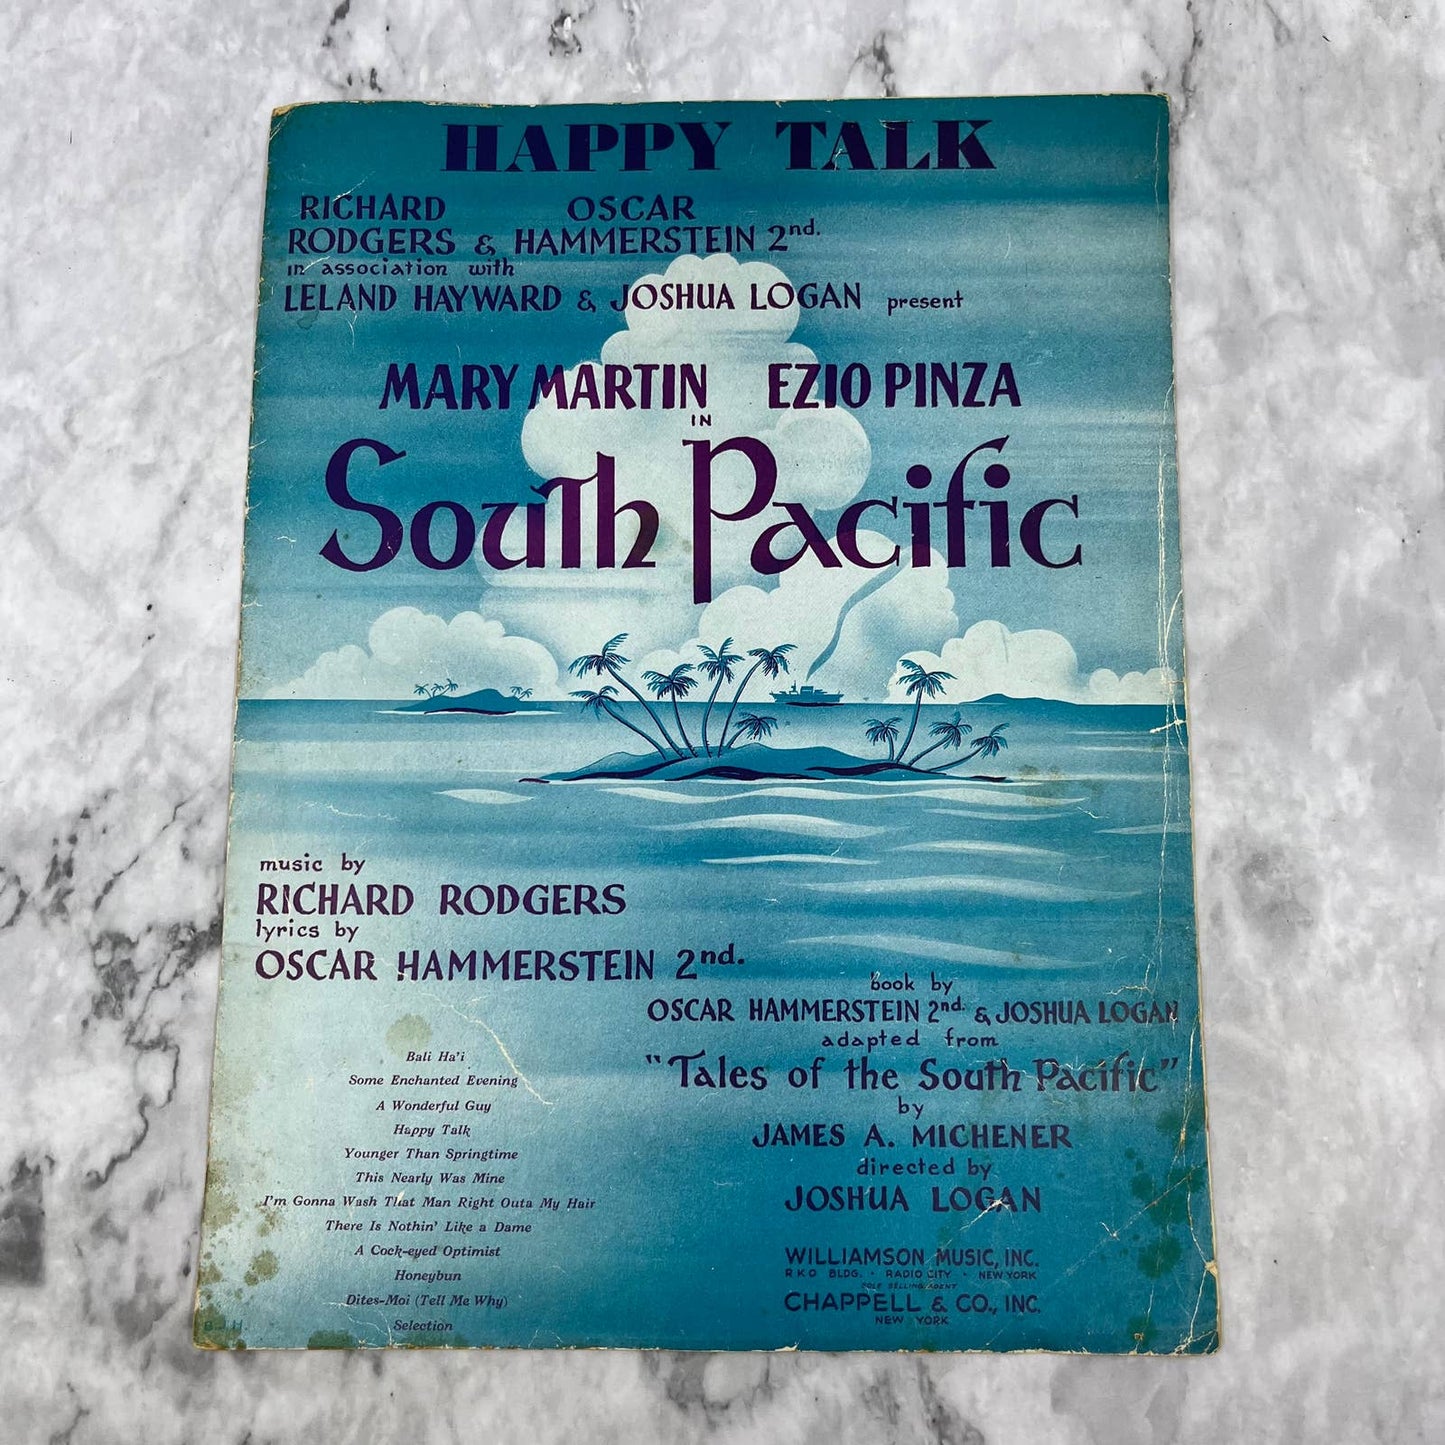 HAPPY TALK
RICHARD OSCAR
RODGERS & HAMMERSTEIN 2nd.
in association with
LELAND HAYWARD & JOSHUA LOGAN present
MARY MARTIN EZIO PINZA
IN
South Pacific
music by
RICHARD RODGERS
lyrics by
OSCAR HAMMERSTEIN 2nd.
book by
OSCAR HAMMERSTEIN 2nd. & JOSHUA LOGAN
adapted from
"Tales of the South Pacific"
by
JAMES A. MICHENER
directed by
JOSHUA LOGAN
Bali Ha'i
Some Enchanted Evening
A Wonderful Guy
Happy Talk
Younger Than Springtime
This Nearly Was Mine
I'm Gonna Wash That Man Right Outa My Hair
There Is Nothin' Like a Dame
A Cock-eyed Optimist
Honeybun
Dites-Moi (Tell Me Why)
Selection
WILLIAMSON MUSIC, INC.
RKO BLDG. - RADIO CITY - NEW YORK
SOLE SELLING AGENT
CHAPPELL & CO., INC.
NEW YORK